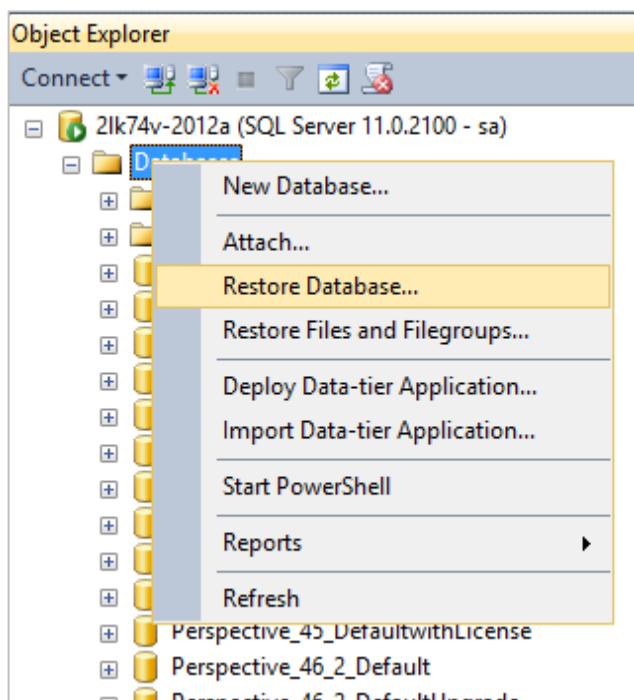 Object Explorer
Connect
2lk74v-2012a (SQL Server 11.0.2100 - sa)
Databases
New Database...
Attach...
Restore Database...
Restore Files and Filegroups...
Deploy Data-tier Application...
Import Data-tier Application...
Start PowerShell
Reports
Refresh
Perspective_45_DefaultwithLicense
Perspective_46_2_Default